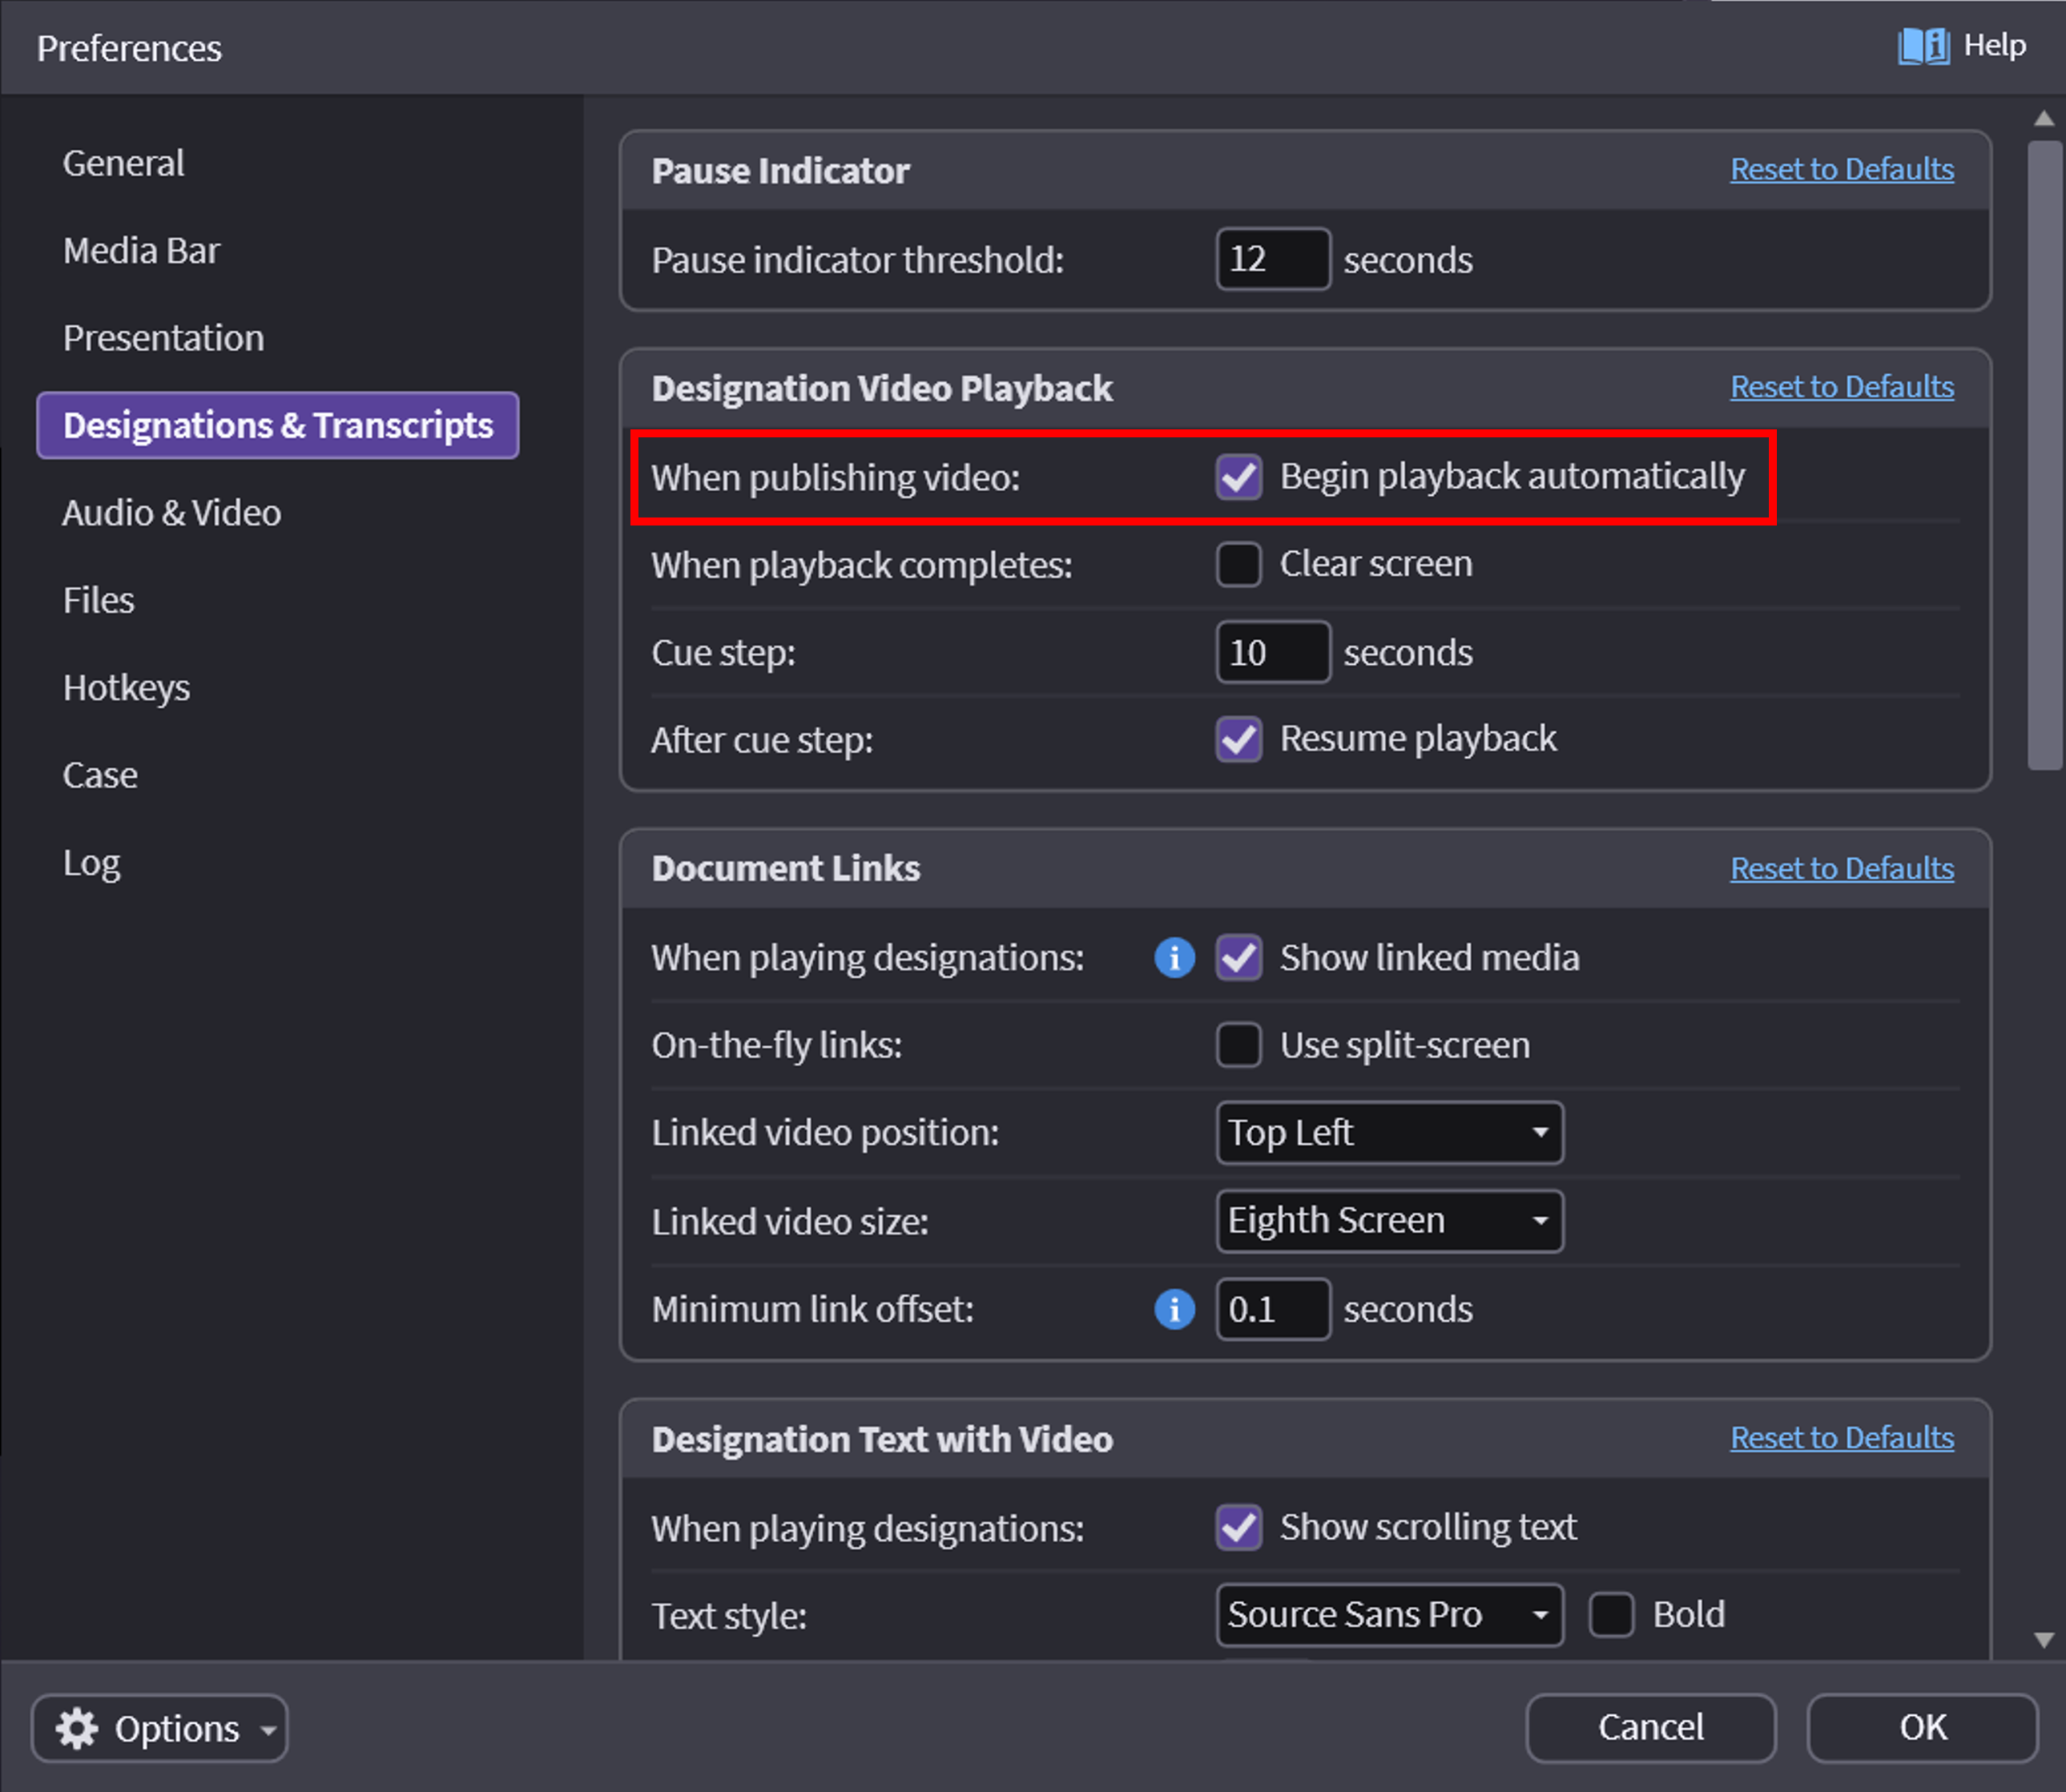 Preferences
Help
General
Media Bar
Presentation
Designations & Transcripts
Audio & Video
Files
Hotkeys
Case
Log
Pause Indicator Reset to Defaults
Pause indicator threshold: 12 seconds
Designation Video Playback Reset to Defaults
When publishing video: Begin playback automatically
When playback completes: Clear screen
Cue step: 10 seconds
After cue step: Resume playback
Document Links Reset to Defaults
When playing designations: i Show linked media
On-the-fly links: Use split-screen
Linked video position: Top Left
Linked video size: Eighth Screen
Minimum link offset: i 0.1 seconds
Designation Text with Video Reset to Defaults
When playing designations: Show scrolling text
Text style: Source Sans Pro Bold
Options
Cancel
OK